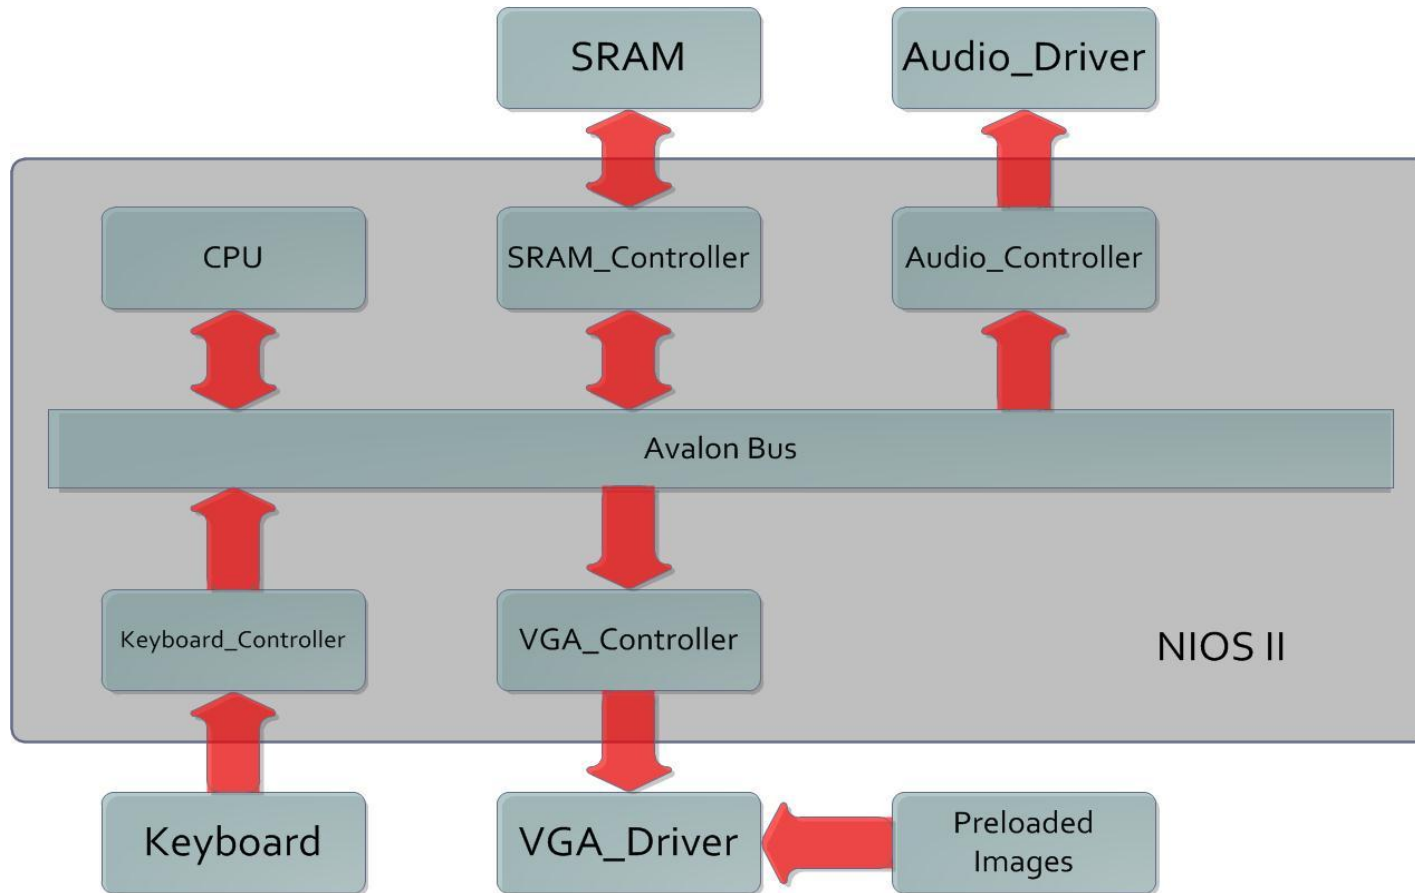 SRAM
Audio_Driver
CPU
SRAM_Controller
Audio_Controller
Avalon Bus
Keyboard_Controller
VGA_Controller
NIOS II
Keyboard
VGA_Driver
Preloaded
Images